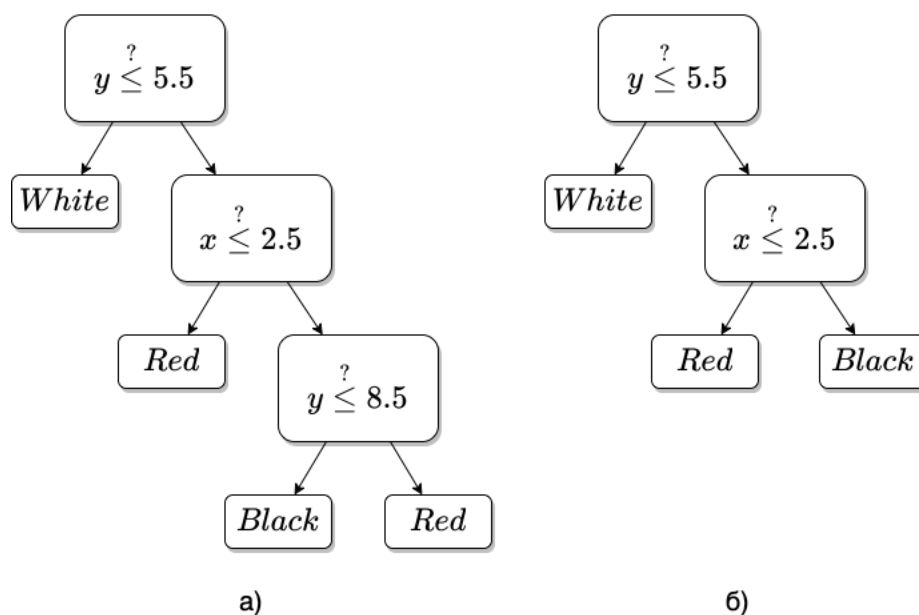 y ≤? 5.5
White
x ≤? 2.5
Red
y ≤? 8.5
Black
Red
а)
y ≤? 5.5
White
x ≤? 2.5
Red
Black
б)